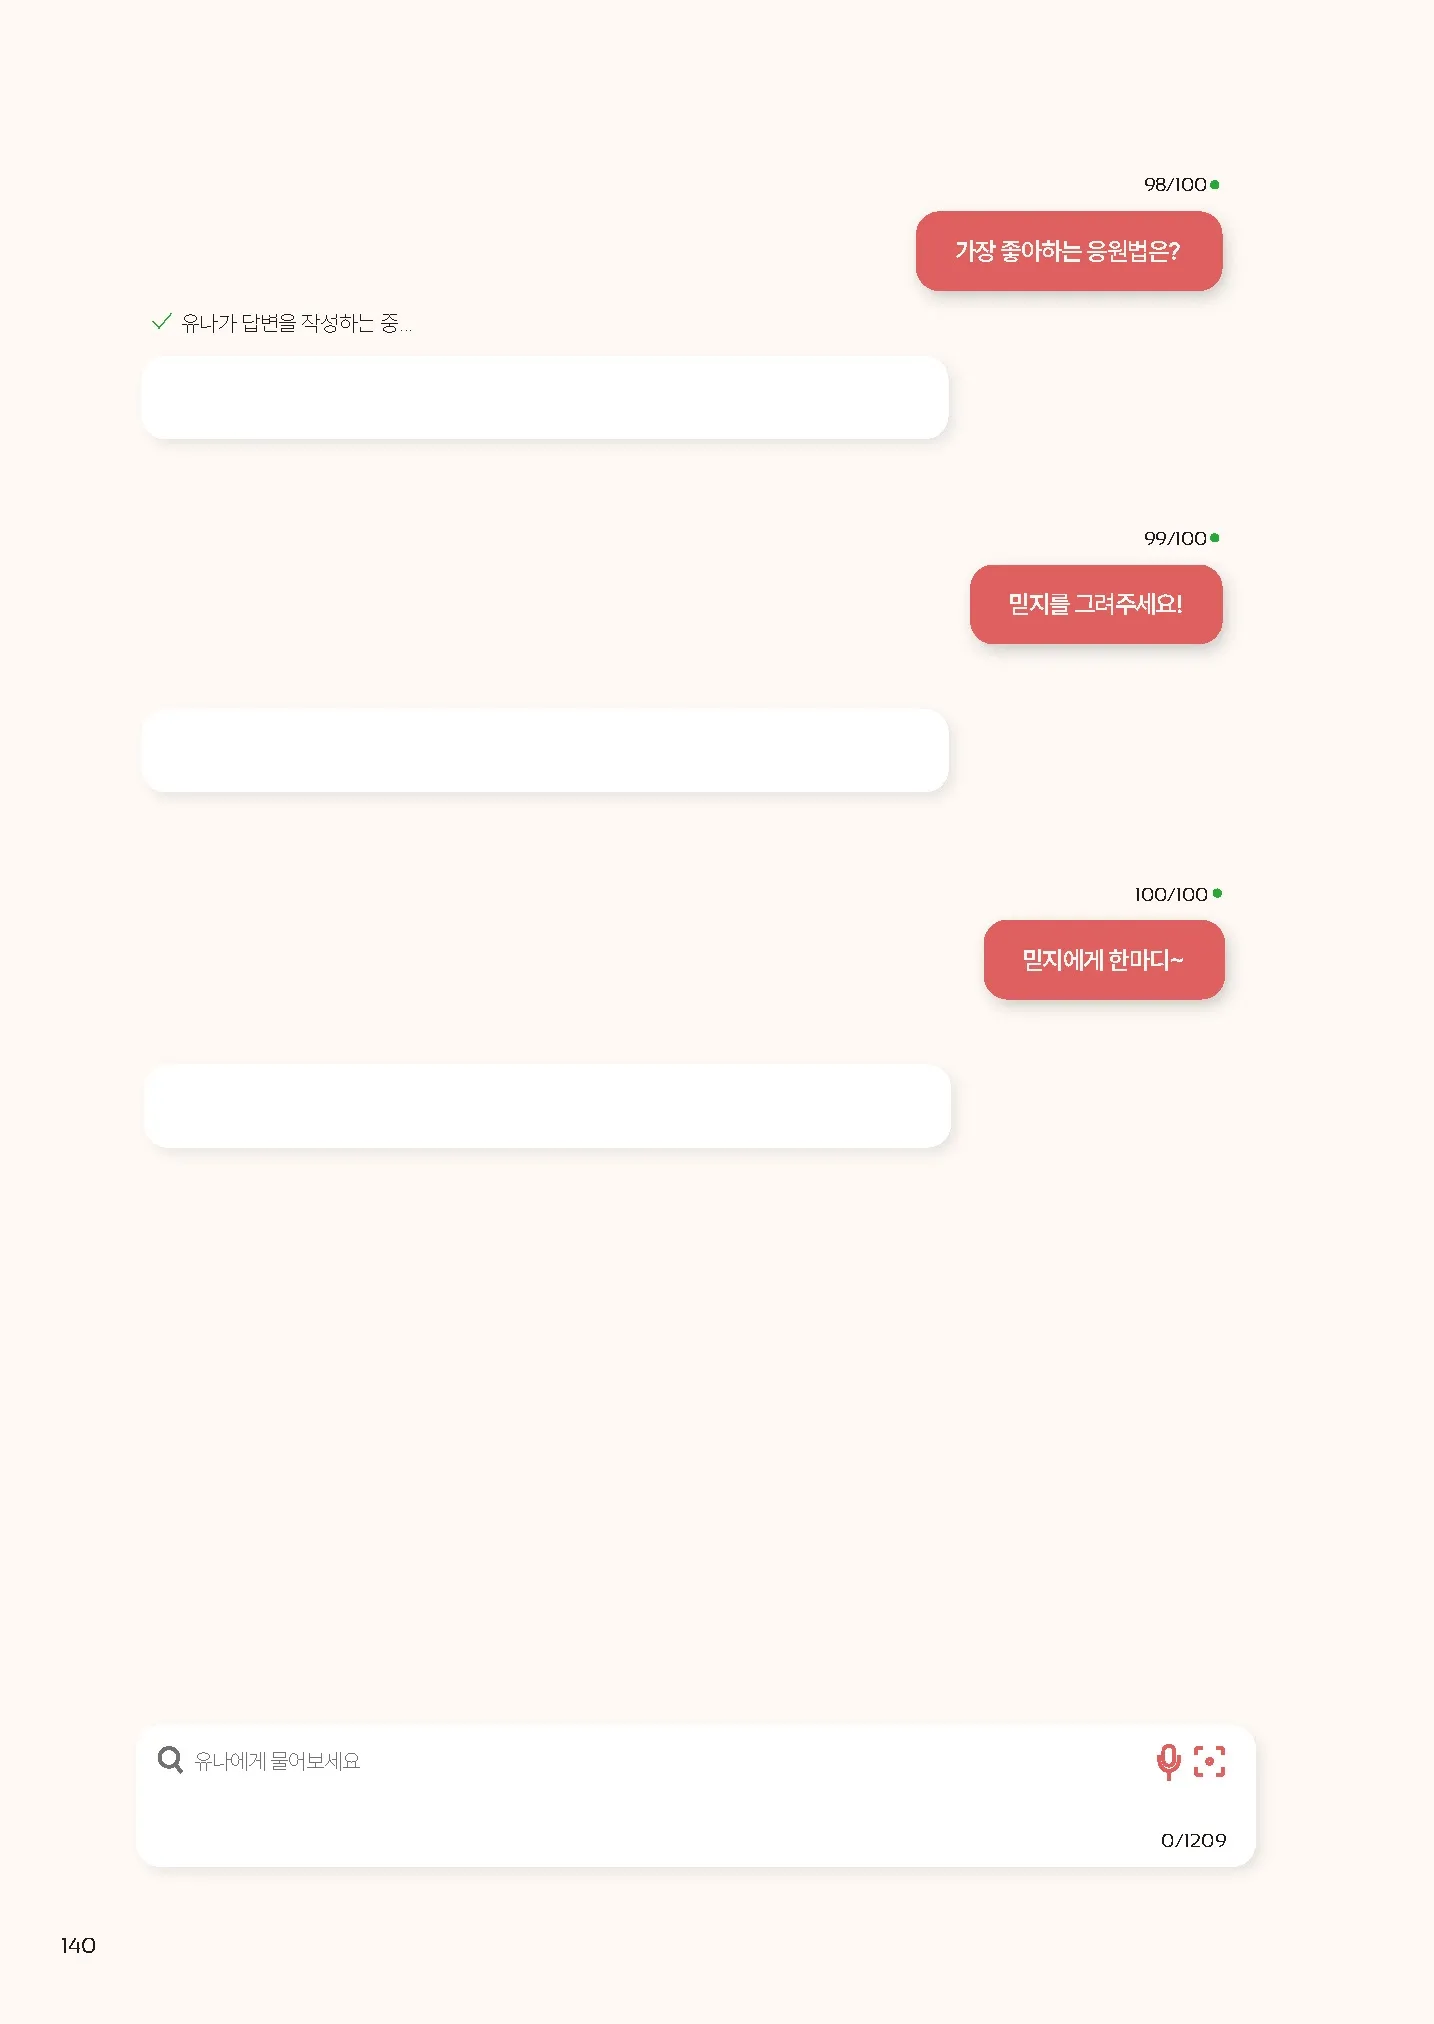 98/100
가장 좋아하는 응원법은?
유나가 답변을 작성하는 중...
99/100
믿지를 그려주세요!
100/100
믿지에게 한마디~
유나에게 물어보세요
0/1209
140